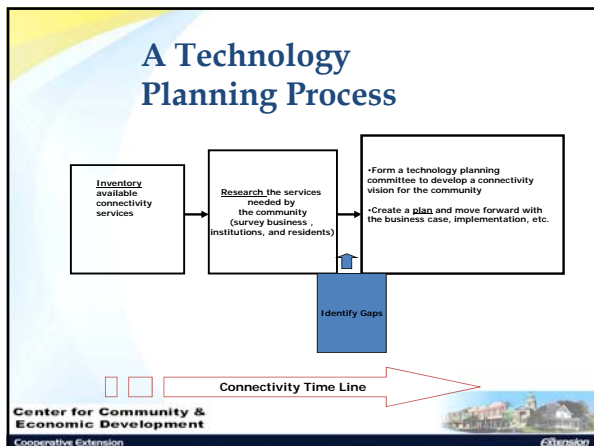 A Technology
Planning Process
Inventory
available
connectivity
services
Research the services
needed by
the community
(survey business ,
institutions, and residents)
•Form a technology planning
committee to develop a connectivity
vision for the community
•Create a plan and move forward with
the business case, implementation, etc.
Identify Gaps
Connectivity Time Line
Center for Community &
Economic Development
Cooperative Extension
Extension